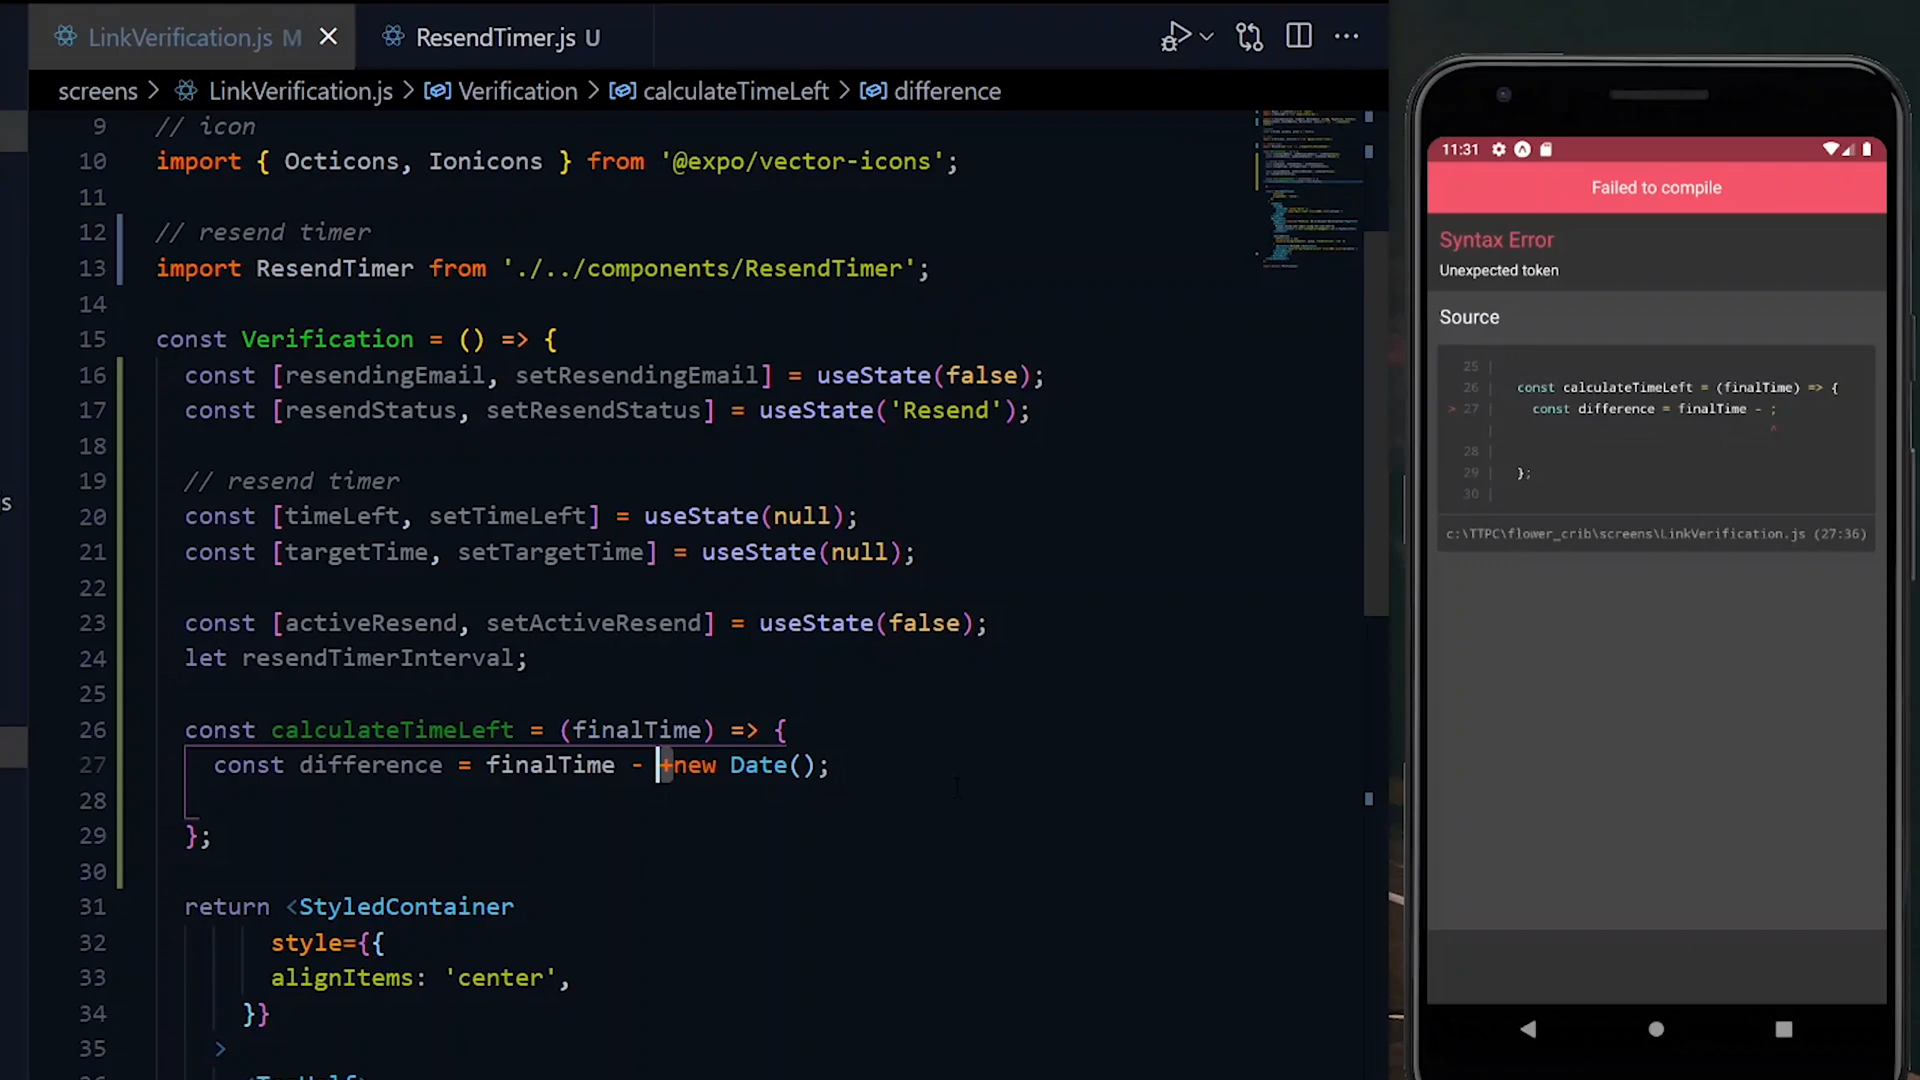 LinkVerification.js M
ResendTimer.js U
screens > LinkVerification.js > Verification > calculateTimeLeft > difference
9 // icon
10 import { Octicons, Ionicons } from '@expo/vector-icons';
11
12 // resend timer
13 import ResendTimer from './../components/ResendTimer';
14
15 const Verification = () => {
16 const [resendingEmail, setResendingEmail] = useState(false);
17 const [resendStatus, setResendStatus] = useState('Resend');
18
19 // resend timer
20 const [timeLeft, setTimeLeft] = useState(null);
21 const [targetTime, setTargetTime] = useState(null);
22
23 const [activeResend, setActiveResend] = useState(false);
24 let resendTimerInterval;
25
26 const calculateTimeLeft = (finalTime) => {
27 const difference = finalTime - +new Date();
28
29 };
30
31 return <StyledContainer
32 style={{
33 alignItems: 'center',
34 }}
35 >
s
11:31
Failed to compile
Syntax Error
Unexpected token
Source
25 |
26 | const calculateTimeLeft = (finalTime) => {
> 27 | const difference = finalTime - ;
| ^
28 |
29 | };
30 |
c:\TTPC\flower_crib\screens\LinkVerification.js (27:36)